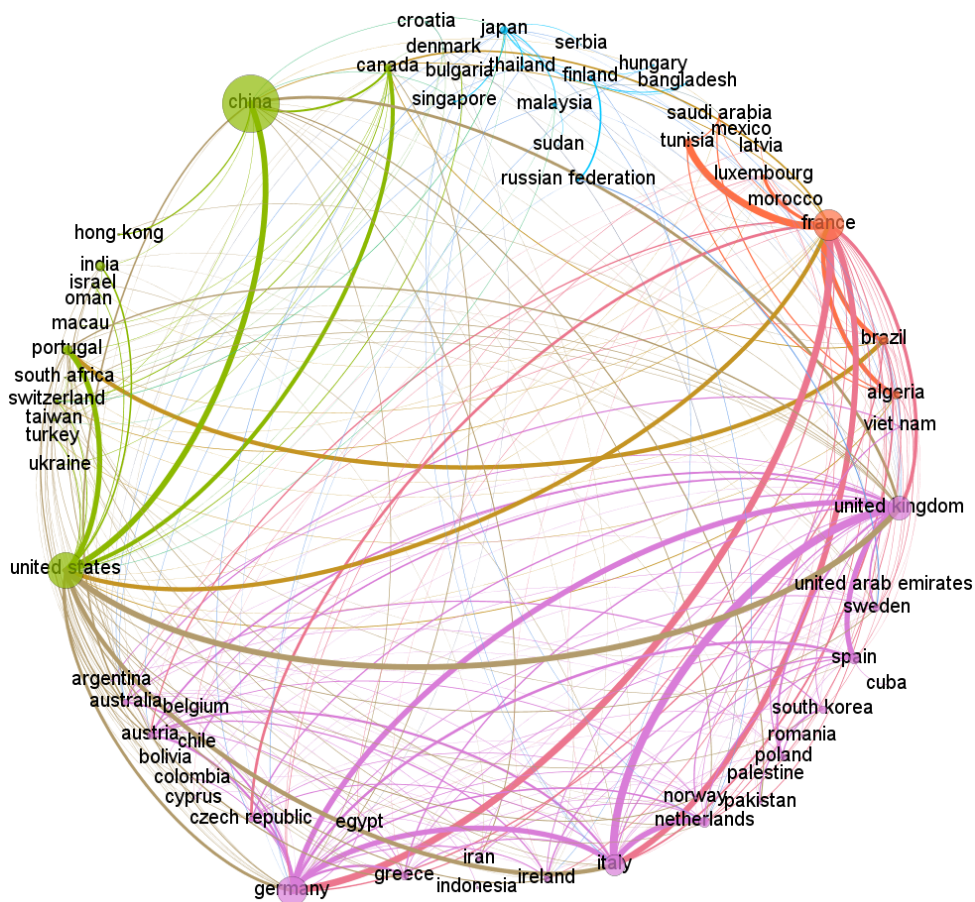 croatia
japan
denmark
serbia
canada
bulgaria
thailand
finland
hungary
bangladesh
china
singapore
malaysia
saudi arabia
mexico
tunisia
latvia
sudan
russian federation
luxembourg
morocco
france
hong kong
india
israel
oman
macau
portugal
brazil
south africa
switzerland
algeria
taiwan
viet nam
turkey
ukraine
united kingdom
united states
united arab emirates
sweden
spain
argentina
cuba
australia
belgium
south korea
austria
chile
romania
bolivia
poland
colombia
palestine
cyprus
norway
pakistan
czech republic
egypt
netherlands
iran
italy
greece
ireland
indonesia
germany